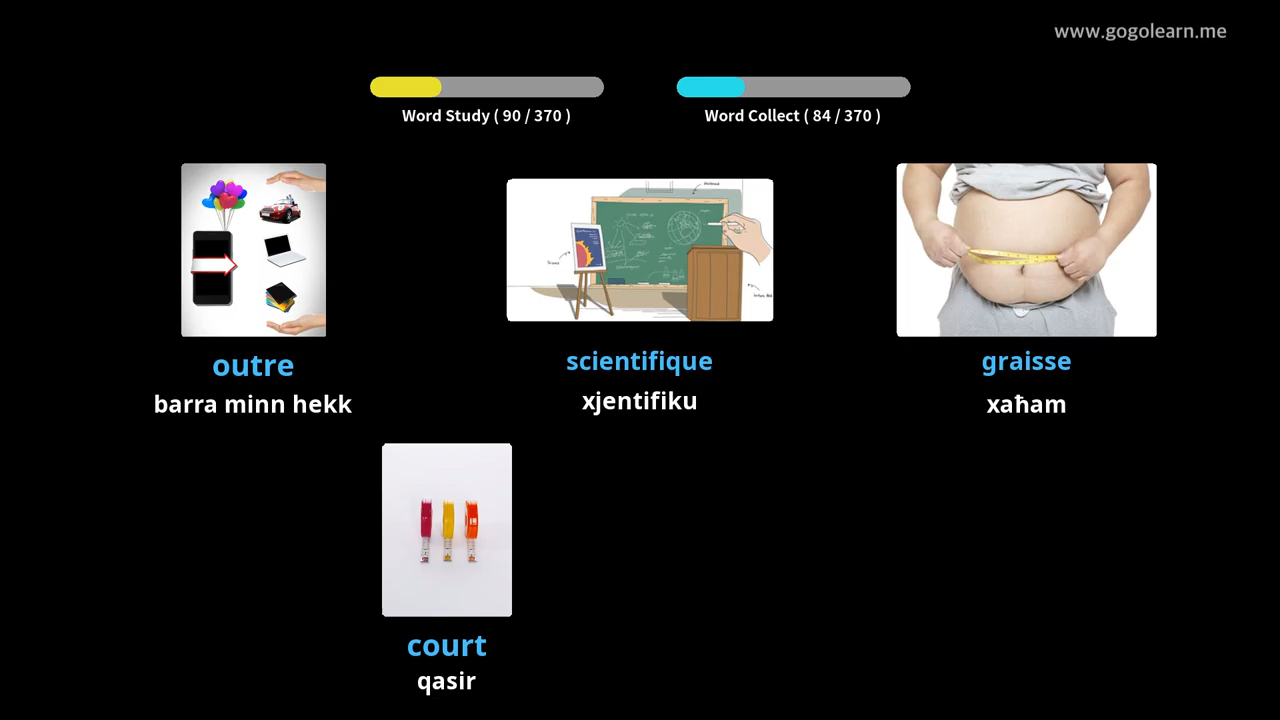 www.gogolearn.me
Word Study ( 90 / 370 )
Word Collect ( 84 / 370 )
outre
barra minn hekk
scientifique
xjentifiku
graisse
xaħam
court
qasir